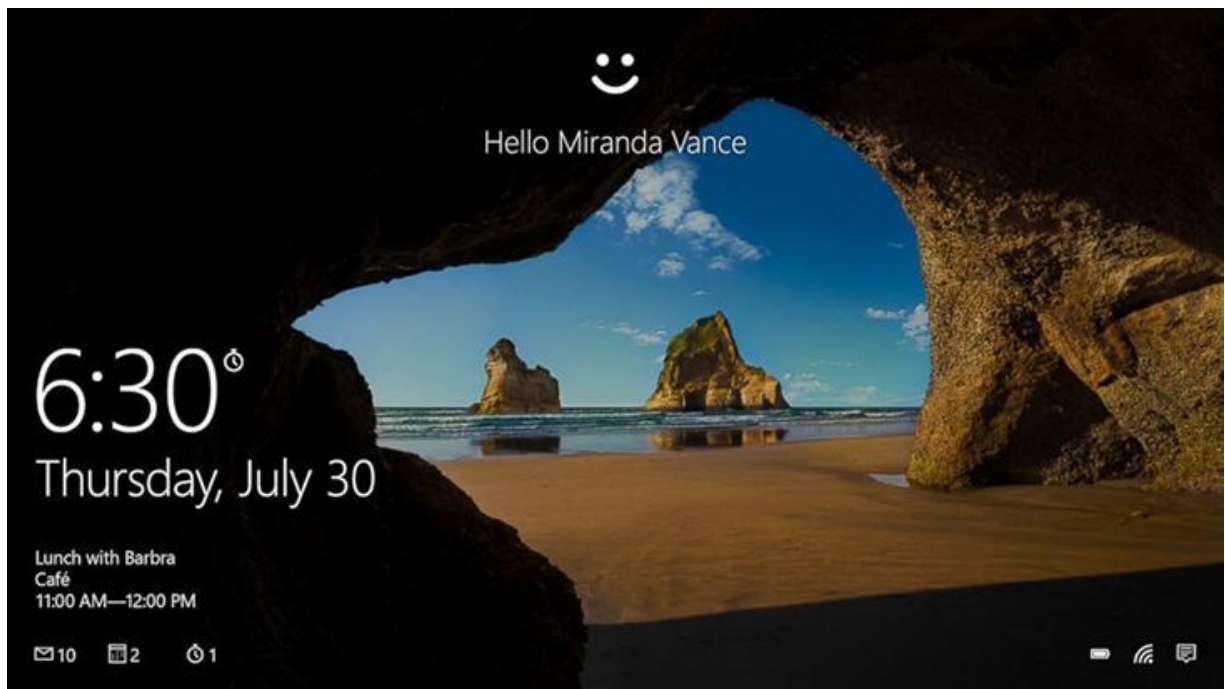 Hello Miranda Vance
6:30
Thursday, July 30
Lunch with Barbra
Café
11:00 AM—12:00 PM
10 2 1